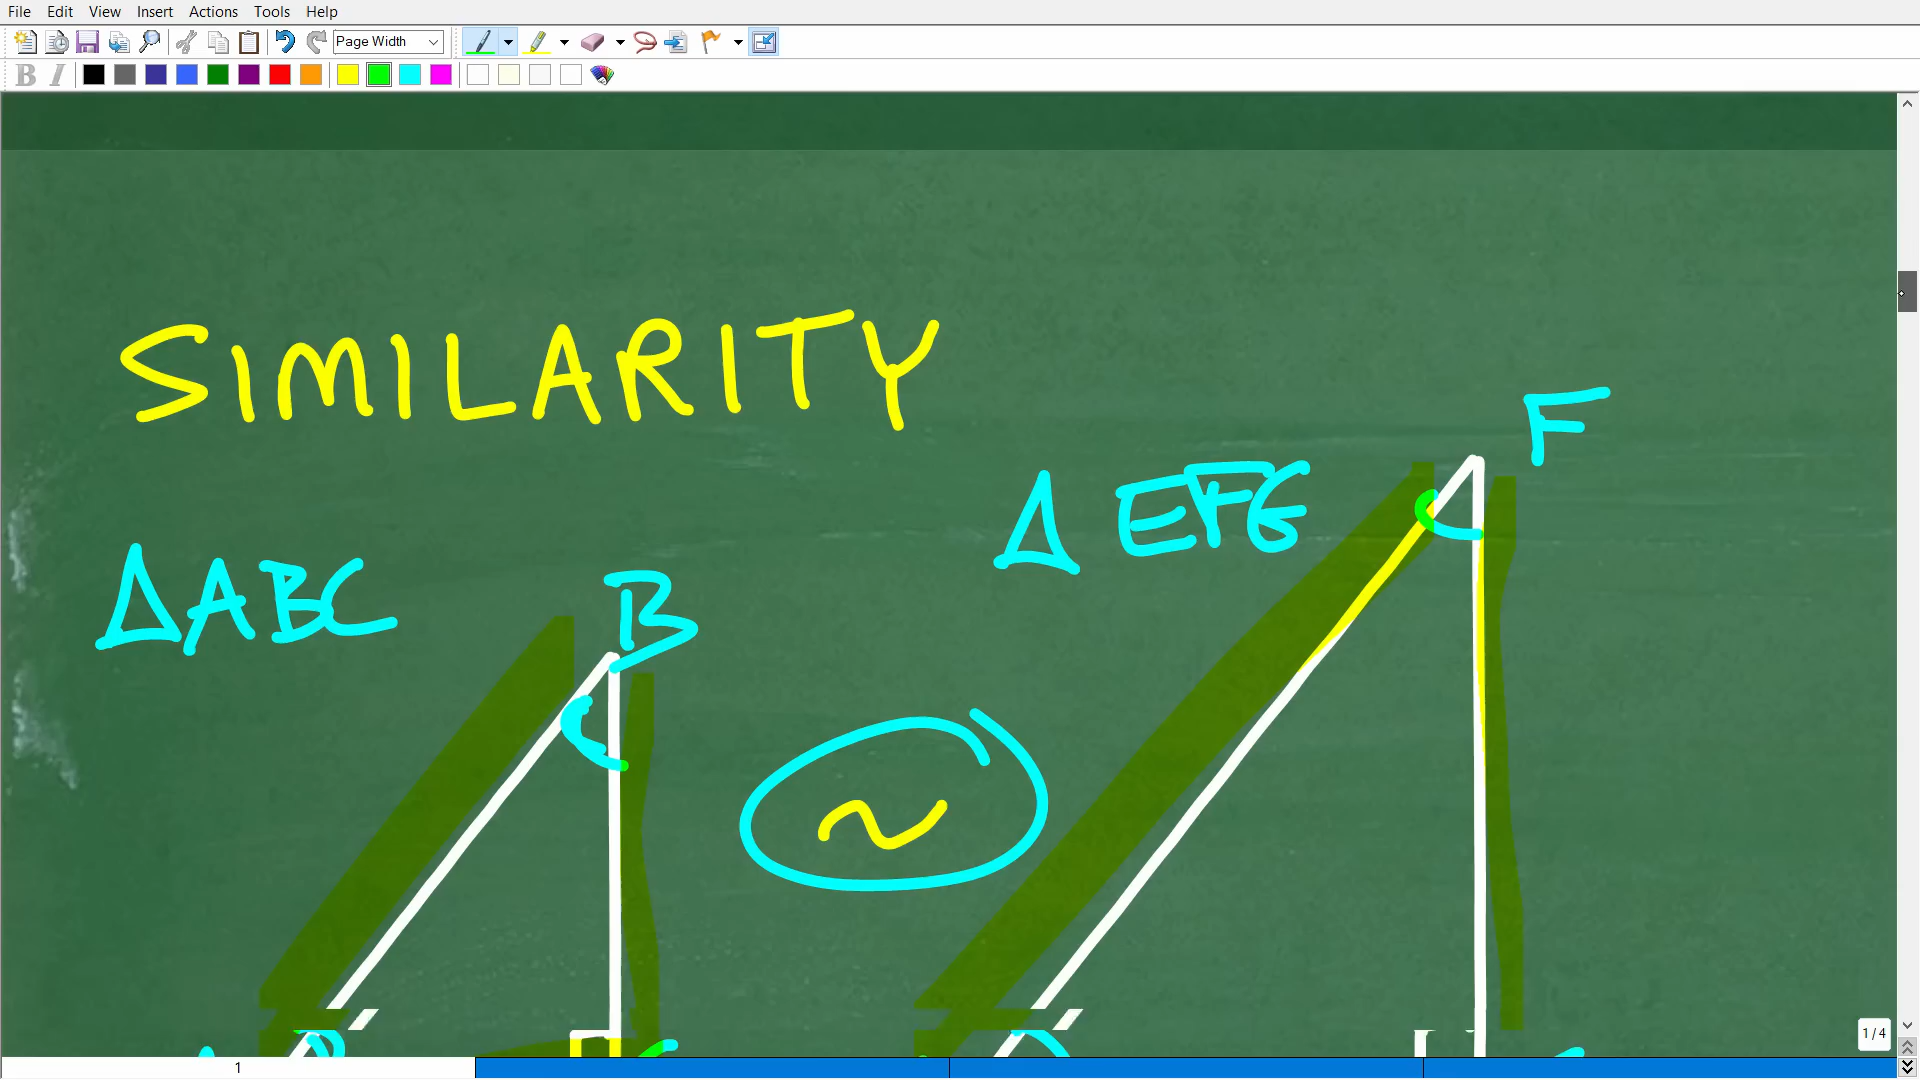 File Edit View Insert Actions Tools Help
Page Width
B I
SIMILARITY
F
Δ EFG
ΔABC
B
~
1 / 4
1